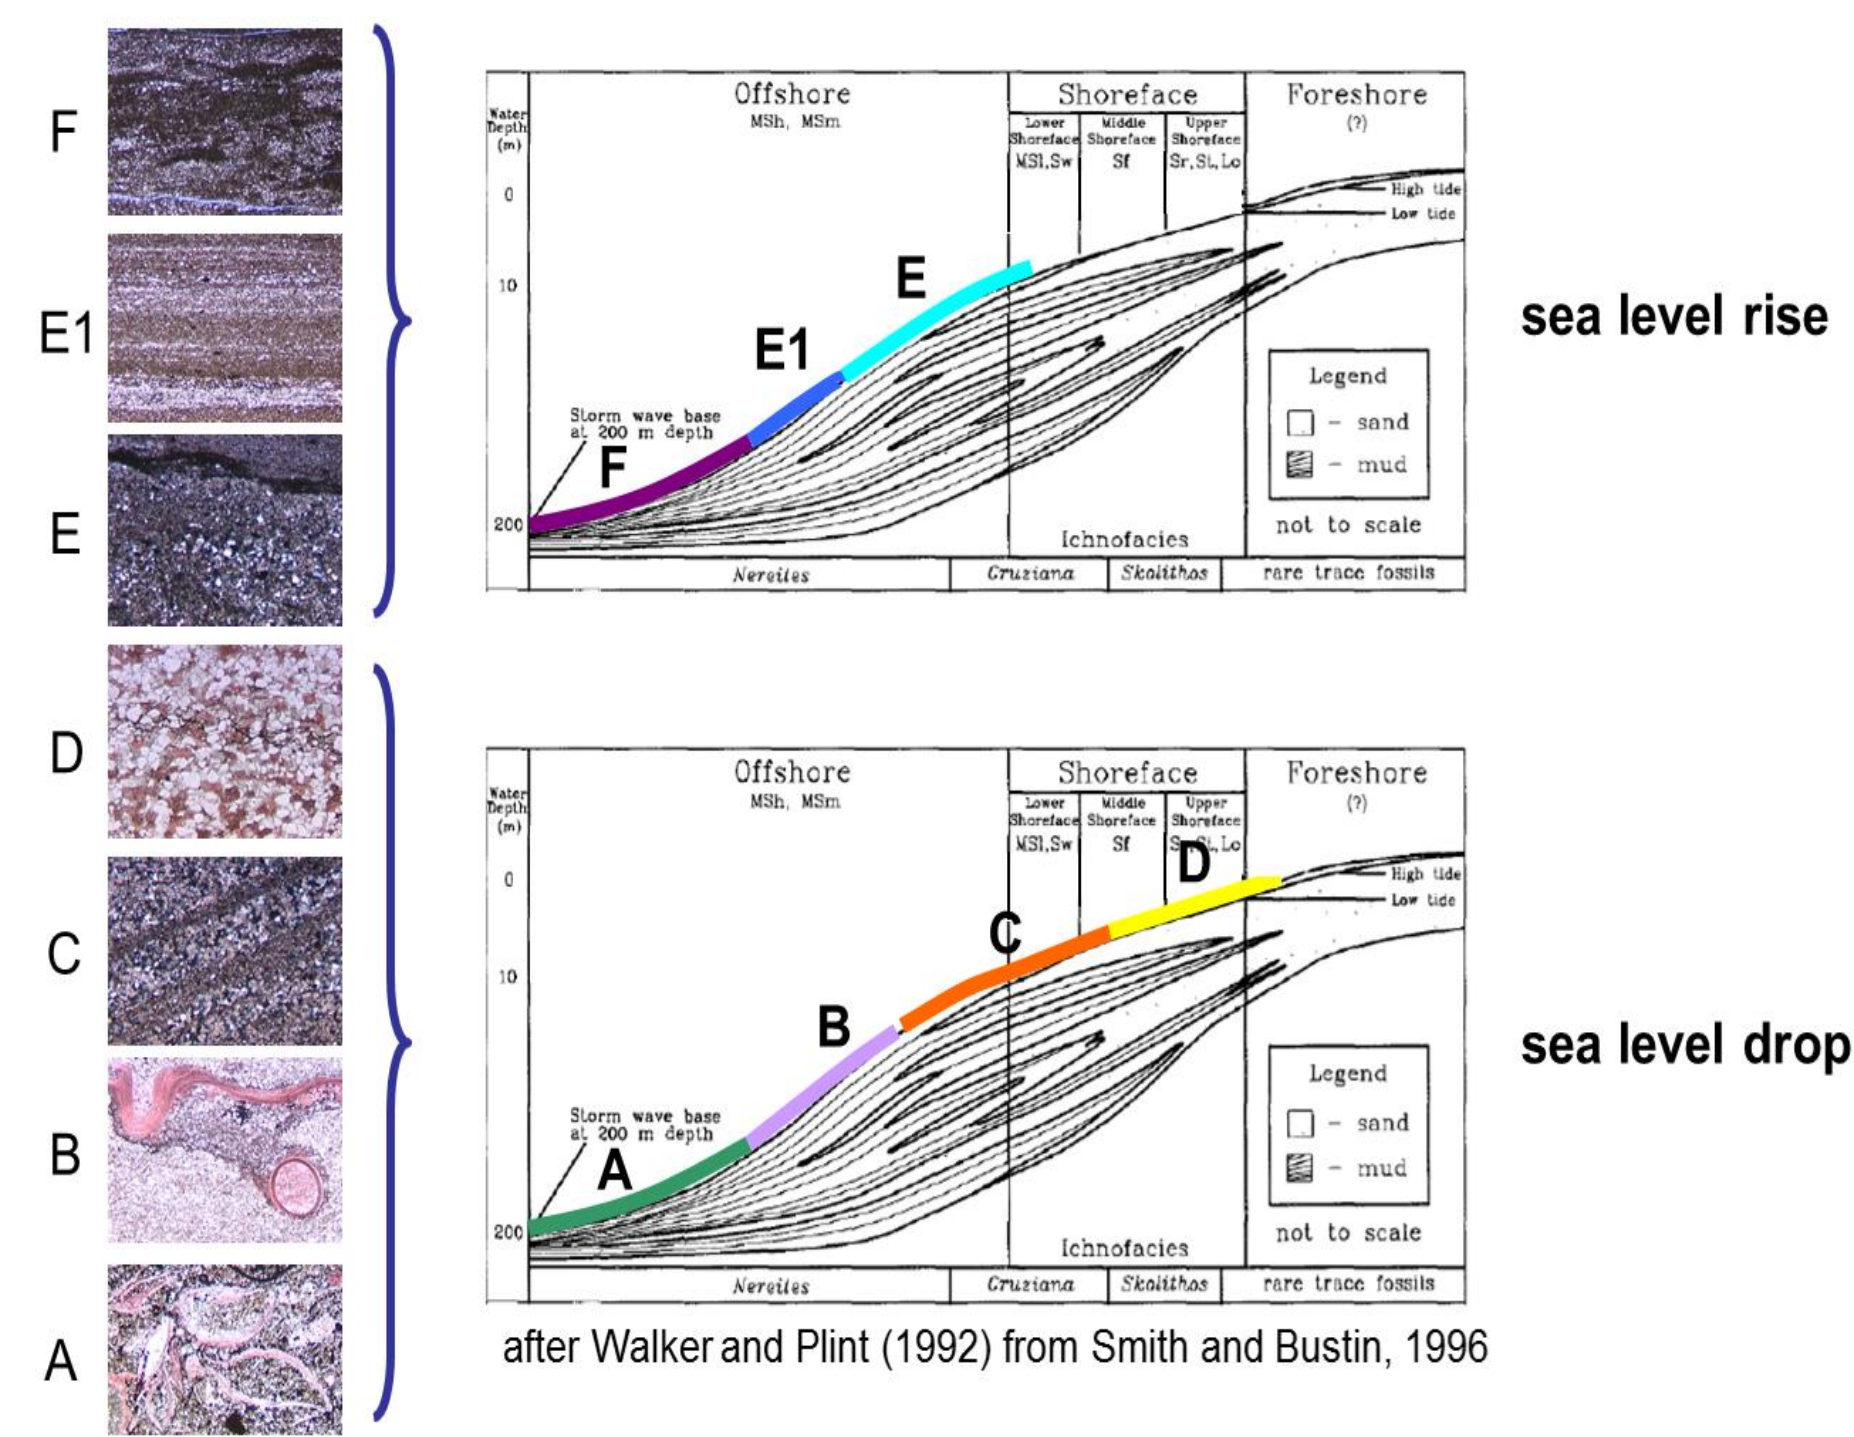 F
E1
E
D
C
B
A
Offshore
MSh, MSm
Shoreface
Foreshore
(?)
Water
Depth
(m)
Lower
Shoreface
MSl,Sw
Middle
Shoreface
Sf
Upper
Shoreface
Sr,St,Lo
0
High tide
Low tide
10
E
E1
Storm wave base
at 200 m depth
F
200
Legend
- sand
- mud
not to scale
Ichnofacies
Nereites
Cruziana
Skolithos
rare trace fossils
sea level rise
Offshore
MSh, MSm
Shoreface
Foreshore
(?)
Water
Depth
(m)
Lower
Shoreface
MSl,Sw
Middle
Shoreface
Sf
Upper
Shoreface
Sr,St,Lo
D
0
High tide
Low tide
C
10
B
Storm wave base
at 200 m depth
A
200
Legend
- sand
- mud
not to scale
Ichnofacies
Nereites
Cruziana
Skolithos
rare trace fossils
sea level drop
after Walker and Plint (1992) from Smith and Bustin, 1996